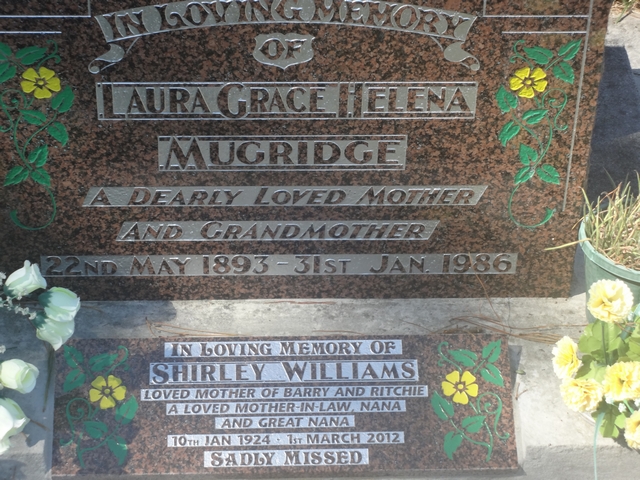 IN LOVING MEMORY
OF
LAURA GRACE HELENA
MUGRIDGE
A DEARLY LOVED MOTHER
AND GRANDMOTHER
22ND MAY 1893 - 31ST JAN. 1986
IN LOVING MEMORY OF
SHIRLEY WILLIAMS
LOVED MOTHER OF BARRY AND RITCHIE
A LOVED MOTHER-IN-LAW, NANA
AND GREAT NANA
10TH JAN 1924 - 1ST MARCH 2012
SADLY MISSED